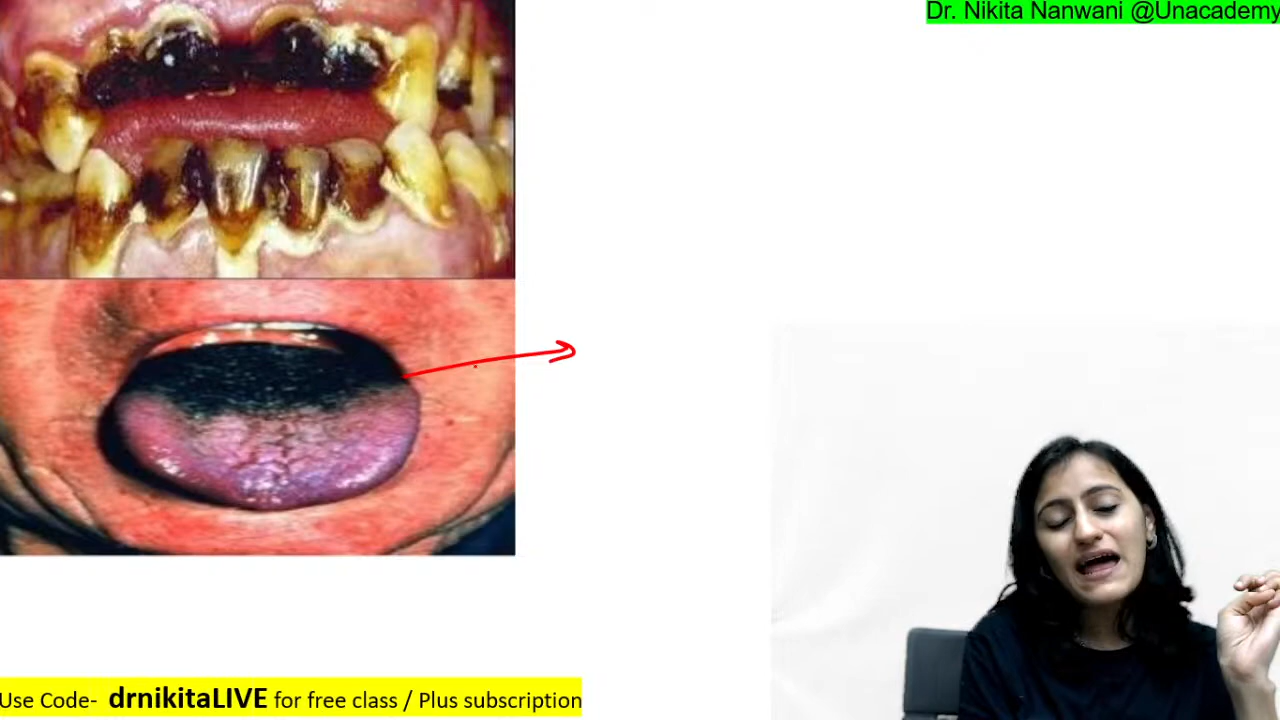 Dr. Nikita Nanwani @Unacademy
Use Code- drnikitaLIVE for free class / Plus subscription